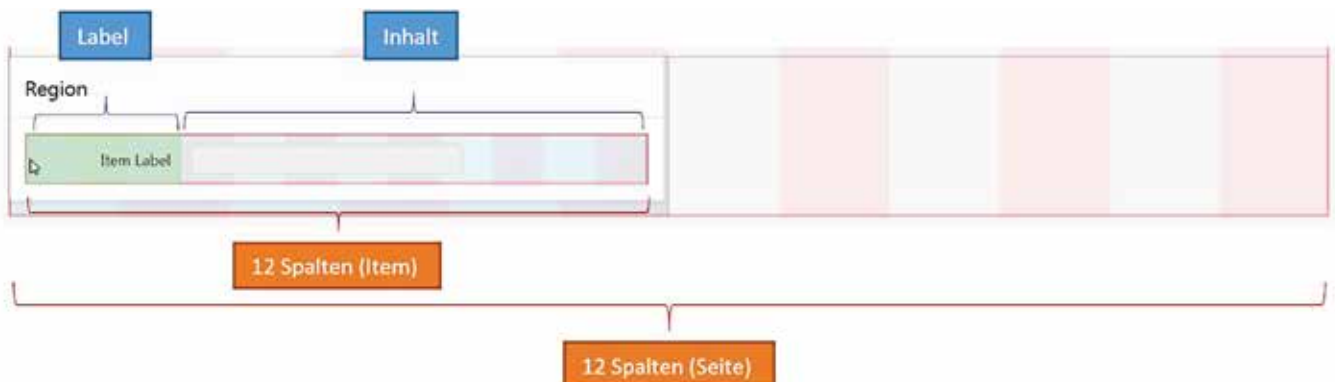 Label
Inhalt
Region
Item Label
12 Spalten (Item)
12 Spalten (Seite)